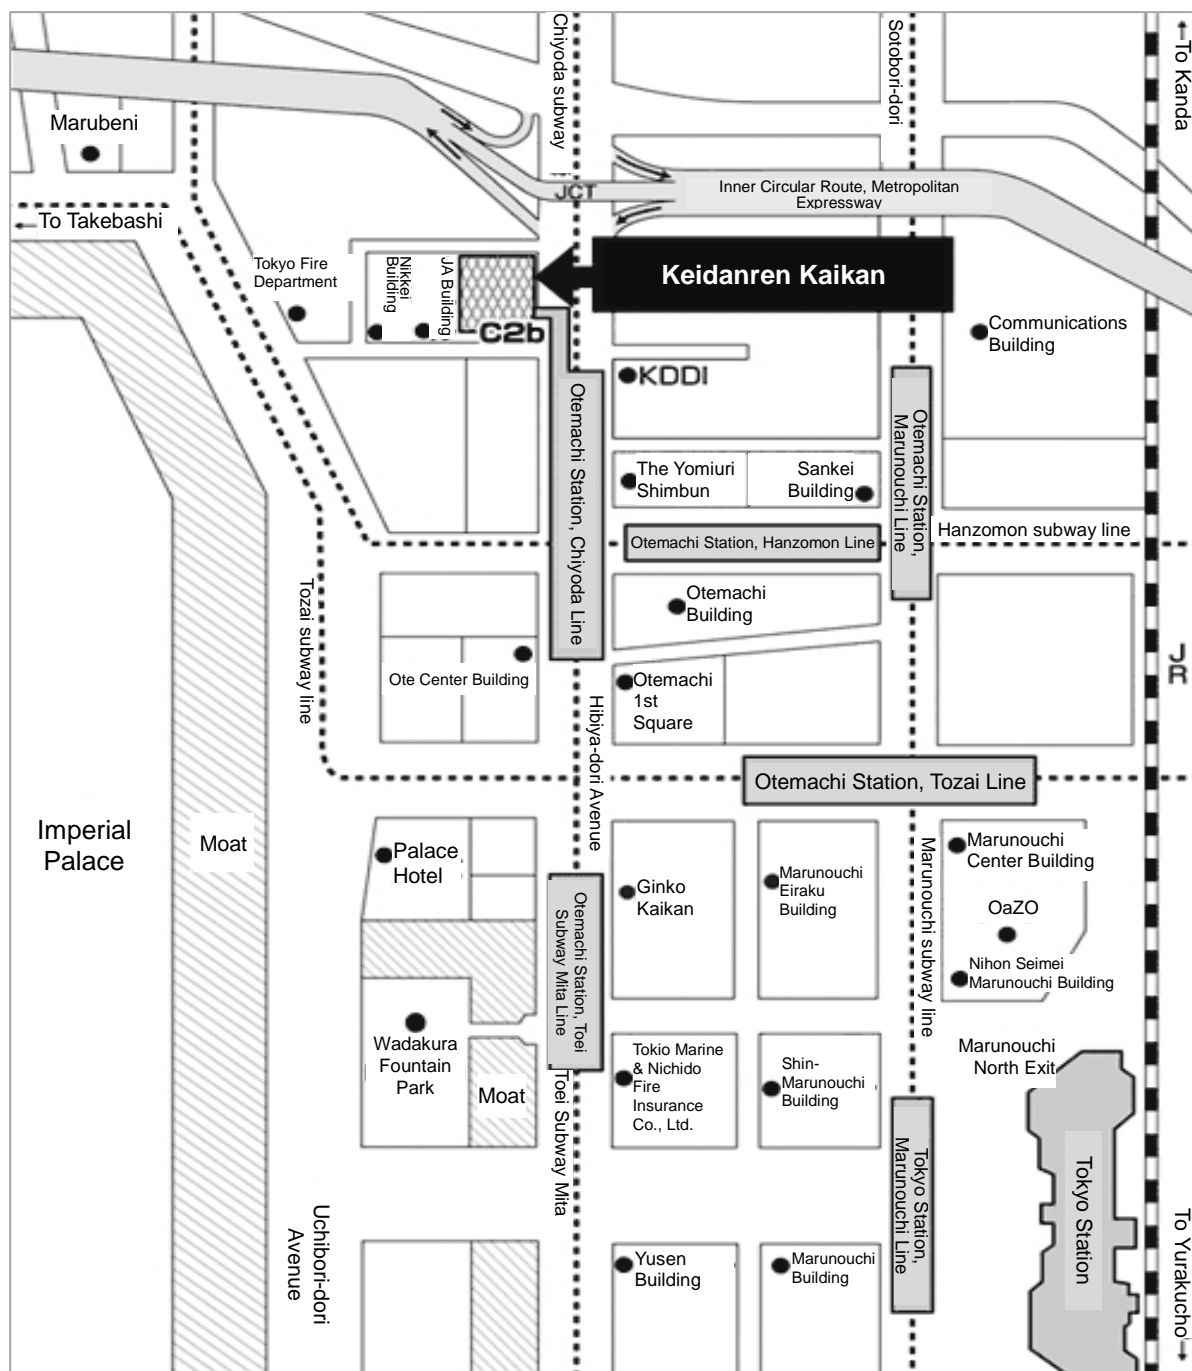 Chiyoda subway
Sotobori-dori
To Kanda
Marubeni
JCT
Inner Circular Route, Metropolitan
Expressway
To Takebashi
Tokyo Fire
Department
Nikkei
Building
JA Building
C2b
Keidanren Kaikan
Communications
Building
KDDI
Otemachi Station, Chiyoda Line
Otemachi Station,
Marunouchi Line
The Yomiuri
Shimbun
Sankei
Building
Hanzomon subway line
Otemachi Station, Hanzomon Line
Tozai subway line
Otemachi
Building
Ote Center Building
Otemachi
1st
Square
JR
Hibiya-dori Avenue
Otemachi Station, Tozai Line
Imperial
Palace
Moat
Palace
Hotel
Ginko
Kaikan
Marunouchi
Eiraku
Building
Marunouchi subway line
Marunouchi
Center Building
OaZO
Nihon Seimei
Marunouchi Building
Otemachi Station, Toei
Subway Mita Line
Wadakura
Fountain
Park
Moat
Toei Subway Mita
Tokio Marine
& Nichido
Fire
Insurance
Co., Ltd.
Shin-
Marunouchi
Building
Marunouchi
North Exit
Tokyo Station,
Marunouchi Line
Tokyo Station
Uchibori-dori
Avenue
Yusen
Building
Marunouchi
Building
To Yurakucho